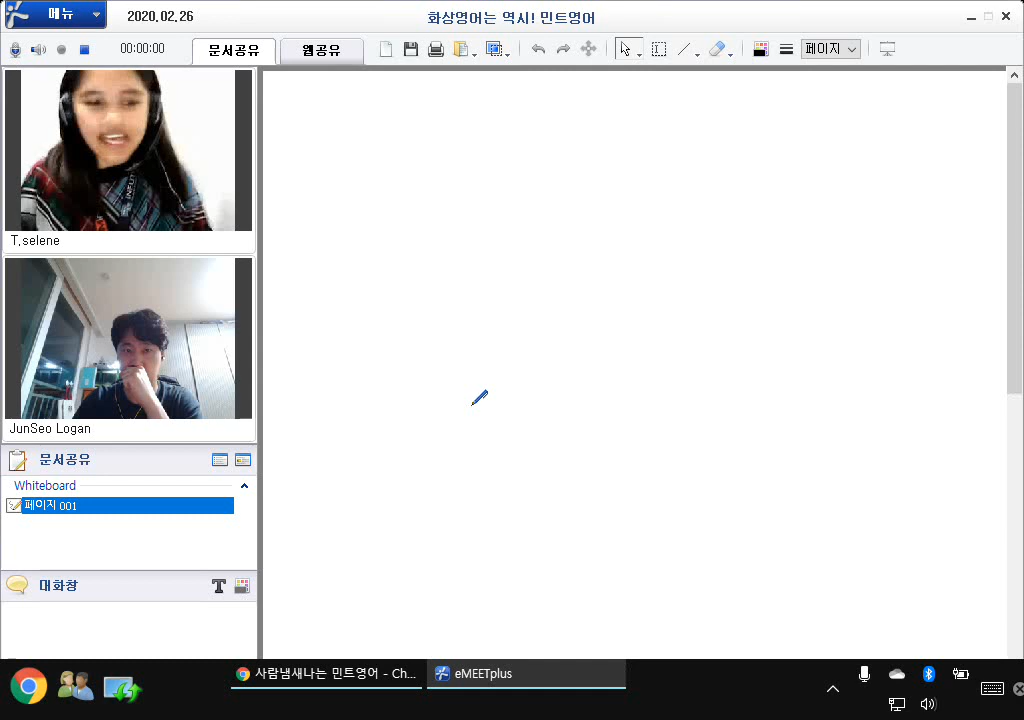 메뉴 2020.02.26 화상영어는 역시! 민트영어
00:00:00 문서공유 웹공유 페이지
T.selene
JunSeo Logan
문서공유
Whiteboard
페이지 001
대화창
사람냄새나는 민트영어 - Ch... eMEETplus